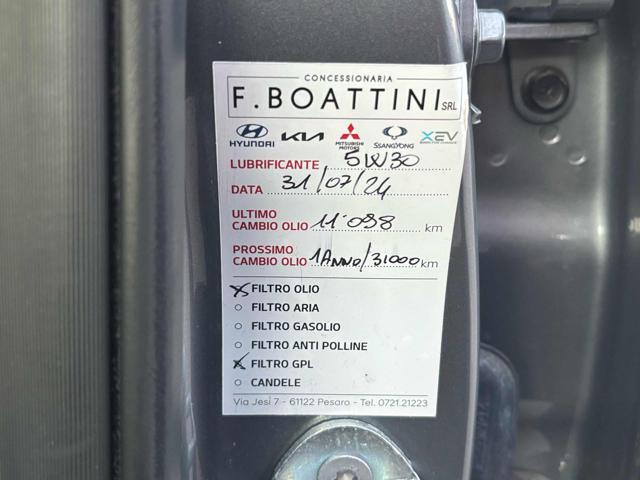 CONCESSIONARIA
F.BOATTINI SRL
HYUNDAI KIA MITSUBISHI MOTORS SSANGYONG XEV
LUBRIFICANTE 5W30
DATA 31/07/24
ULTIMO
CAMBIO OLIO 11'098 km
PROSSIMO
CAMBIO OLIO 1ANNO/31000 km
FILTRO OLIO
FILTRO ARIA
FILTRO GASOLIO
FILTRO ANTI POLLINE
FILTRO GPL
CANDELE
Via Jesi 7 - 61122 Pesaro - Tel. 0721.21223